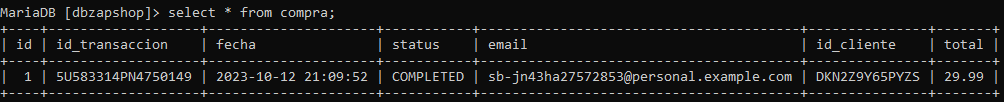 MariaDB [dbzapshop]> select * from compra;
+----+-------------------+---------------------+-----------+----------------------------------------+---------------+-------+
| id | id_transaccion | fecha | status | email | id_cliente | total |
+----+-------------------+---------------------+-----------+----------------------------------------+---------------+-------+
| 1 | 5U583314PN4750149 | 2023-10-12 21:09:52 | COMPLETED | sb-jn43ha27572853@personal.example.com | DKN2Z9Y65PYZS | 29.99 |
+----+-------------------+---------------------+-----------+----------------------------------------+---------------+-------+